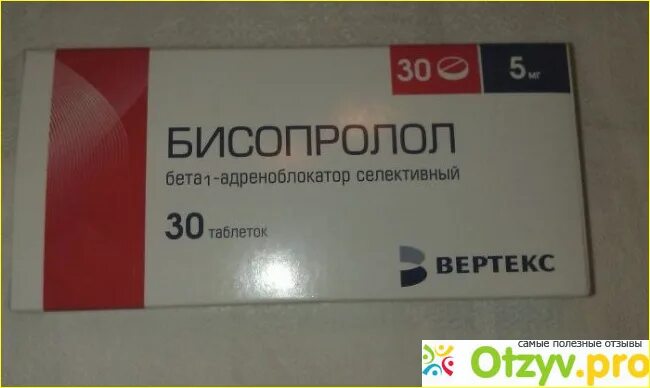 30 5 мг
БИСОПРОЛОЛ
бета1-адреноблокатор селективный
30 таблеток
ВЕРТЕКС
самые полезные отзывы
Otzyv.pro